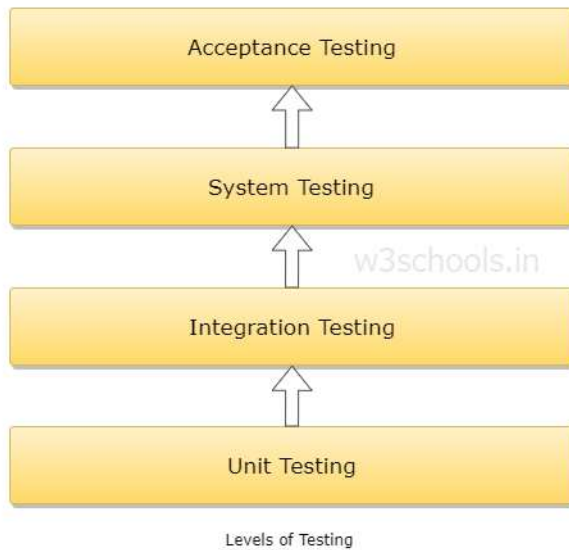 Acceptance Testing
System Testing
w3schools.in
Integration Testing
Unit Testing
Levels of Testing